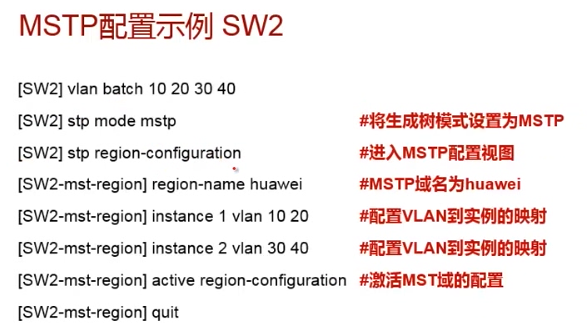 MSTP配置示例 SW2
[SW2] vlan batch 10 20 30 40
[SW2] stp mode mstp #将生成树模式设置为MSTP
[SW2] stp region-configuration #进入MSTP配置视图
[SW2-mst-region] region-name huawei #MSTP域名为huawei
[SW2-mst-region] instance 1 vlan 10 20 #配置VLAN到实例的映射
[SW2-mst-region] instance 2 vlan 30 40 #配置VLAN到实例的映射
[SW2-mst-region] active region-configuration #激活MST域的配置
[SW2-mst-region] quit